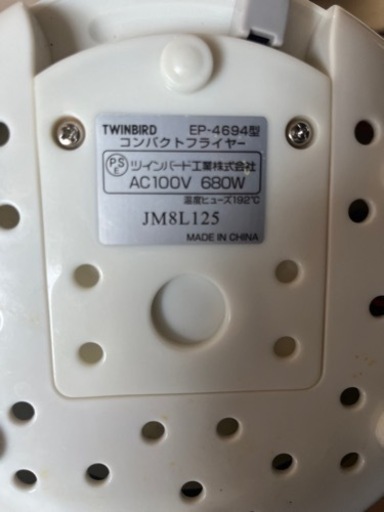 TWINBIRD EP-4694型
コンパクトフライヤー
PSE ツインバード工業株式会社
AC100V 680W
温度ヒューズ192℃
JM8L125
MADE IN CHINA